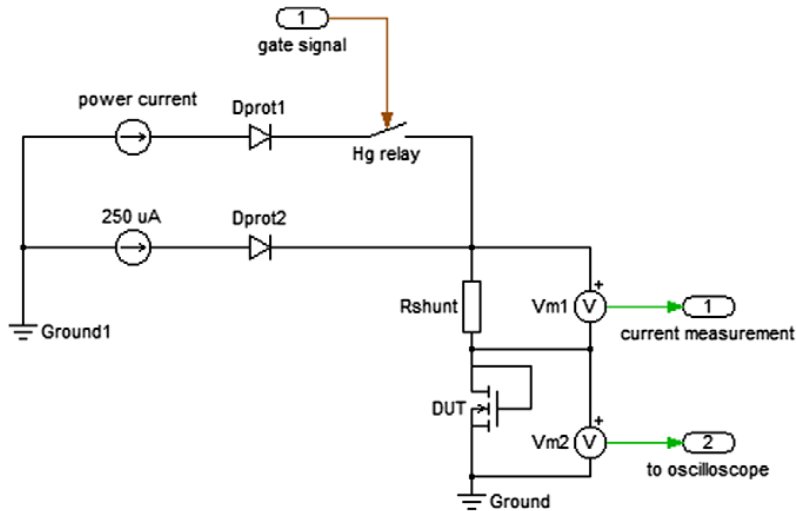 1
gate signal
power current
Dprot1
Hg relay
250 uA
Dprot2
Rshunt
Vm1
V
+
1
Ground1
current measurement
DUT
Vm2
V
+
2
to oscilloscope
Ground